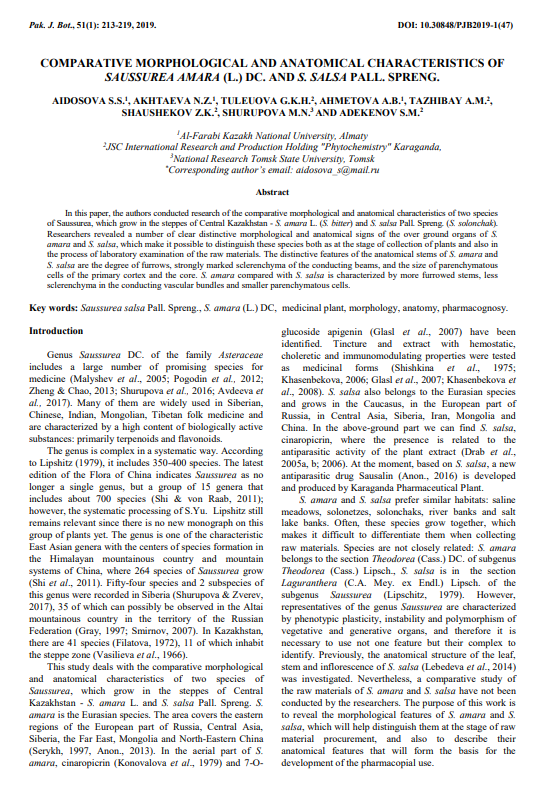 Pak. J. Bot., 51(1): 213-219, 2019.
DOI: 10.30848/PJB2019-1(47)
COMPARATIVE MORPHOLOGICAL AND ANATOMICAL CHARACTERISTICS OF
SAUSSUREA AMARA (L.) DC. AND S. SALSA PALL. SPRENG.
AIDOSOVA S.S.¹, AKHTAEVA N.Z.¹, TULEUOVA G.K.H.², AHMETOVA A.B.¹, TAZHIBAY A.M.²,
SHAUSHEKOV Z.K.², SHURUPOVA M.N.³ AND ADEKENOV S.M.²
¹Al-Farabi Kazakh National University, Almaty
²JSC International Research and Production Holding "Phytochemistry" Karaganda,
³National Research Tomsk State University, Tomsk
*Corresponding author's email: aidosova_s@mail.ru
Abstract
In this paper, the authors conducted research of the comparative morphological and anatomical characteristics of two species
of Saussurea, which grow in the steppes of Central Kazakhstan - S. amara L. (S. bitter) and S. salsa Pall. Spreng. (S. solonchak).
Researchers revealed a number of clear distinctive morphological and anatomical signs of the over ground organs of S.
amara and S. salsa, which make it possible to distinguish these species both as at the stage of collection of plants and also in
the process of laboratory examination of the raw materials. The distinctive features of the anatomical stems of S. amara and
S. salsa are the degree of furrows, strongly marked sclerenchyma of the conducting beams, and the size of parenchymatous
cells of the primary cortex and the core. S. amara compared with S. salsa is characterized by more furrowed stems, less
sclerenchyma in the conducting vascular bundles and smaller parenchymatous cells.
Key words: Saussurea salsa Pall. Spreng., S. amara (L.) DC, medicinal plant, morphology, anatomy, pharmacognosy.
Introduction
Genus Saussurea DC. of the family Asteraceae
includes a large number of promising species for
medicine (Malyshev et al., 2005; Pogodin et al., 2012;
Zheng & Chao, 2013; Shurupova et al., 2016; Avdeeva et
al., 2017). Many of them are widely used in Siberian,
Chinese, Indian, Mongolian, Tibetan folk medicine and
are characterized by a high content of biologically active
substances: primarily terpenoids and flavonoids.
The genus is complex in a systematic way. According
to Lipshitz (1979), it includes 350-400 species. The latest
edition of the Flora of China indicates Saussurea as no
longer a single genus, but a group of 15 genera that
includes about 700 species (Shi & von Raab, 2011);
however, the systematic processing of S.Yu. Lipshitz still
remains relevant since there is no new monograph on this
group of plants yet. The genus is one of the characteristic
East Asian genera with the centers of species formation in
the Himalayan mountainous country and mountain
systems of China, where 264 species of Saussurea grow
(Shi et al., 2011). Fifty-four species and 2 subspecies of
this genus were recorded in Siberia (Shurupova & Zverev,
2017), 35 of which can possibly be observed in the Altai
mountainous country in the territory of the Russian
Federation (Gray, 1997; Smirnov, 2007). In Kazakhstan,
there are 41 species (Filatova, 1972), 11 of which inhabit
the steppe zone (Vasilieva et al., 1966).
This study deals with the comparative morphological
and anatomical characteristics of two species of
Saussurea, which grow in the steppes of Central
Kazakhstan - S. amara L. and S. salsa Pall. Spreng. S.
amara is the Eurasian species. The area covers the eastern
regions of the European part of Russia, Central Asia,
Siberia, the Far East, Mongolia and North-Eastern China
(Serykh, 1997, Anon., 2013). In the aerial part of S.
amara, cinaropicrin (Konovalova et al., 1979) and 7-O-
glucoside apigenin (Glasl et al., 2007) have been
identified. Tincture and extract with hemostatic,
choleretic and immunomodulating properties were tested
as medicinal forms (Shishkina et al., 1975;
Khasenbekova, 2006; Glasl et al., 2007; Khasenbekova et
al., 2008). S. salsa also belongs to the Eurasian species
and grows in the Caucasus, in the European part of
Russia, in Central Asia, Siberia, Iran, Mongolia and
China. In the above-ground part we can find S. salsa,
cinaropicrin, where the presence is related to the
antiparasitic activity of the plant extract (Drab et al.,
2005a, b; 2006). At the moment, based on S. salsa, a new
antiparasitic drug Sausalin (Anon., 2016) is developed
and produced by Karaganda Pharmaceutical Plant.
S. amara and S. salsa prefer similar habitats: saline
meadows, solonetzes, solonchaks, river banks and salt
lake banks. Often, these species grow together, which
makes it difficult to differentiate them when collecting
raw materials. Species are not closely related: S. amara
belongs to the section Theodorea (Cass.) DC. of subgenus
Theodorea (Cass.) Lipsch., S. salsa is in the section
Laguranthera (C.A. Mey. ex Endl.) Lipsch. of the
subgenus Saussurea (Lipschitz, 1979). However,
representatives of the genus Saussurea are characterized
by phenotypic plasticity, instability and polymorphism of
vegetative and generative organs, and therefore it is
necessary to use not one feature but their complex to
identify. Previously, the anatomical structure of the leaf,
stem and inflorescence of S. salsa (Lebedeva et al., 2014)
was investigated. Nevertheless, a comparative study of
the raw materials of S. amara and S. salsa have not been
conducted by the researchers. The purpose of this work is
to reveal the morphological features of S. amara and S.
salsa, which will help distinguish them at the stage of raw
material procurement, and also to describe their
anatomical features that will form the basis for the
development of the pharmacopial use.